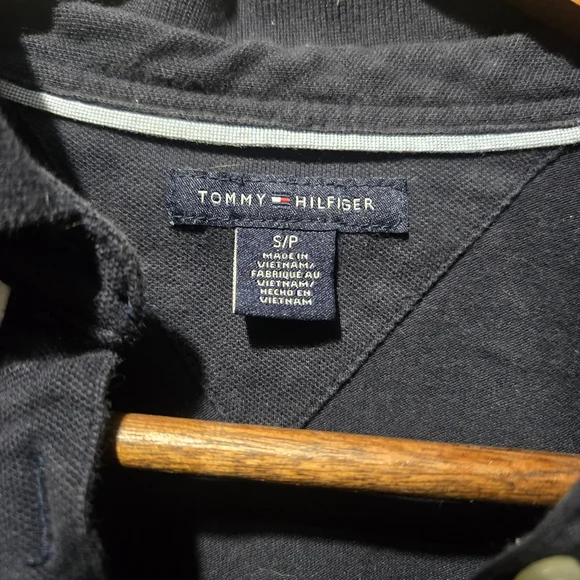 TOMMY HILFIGER
S/P
MADE IN
VIETNAM/
FABRIQUÉ AU
VIETNAM/
HECHO EN
VIETNAM